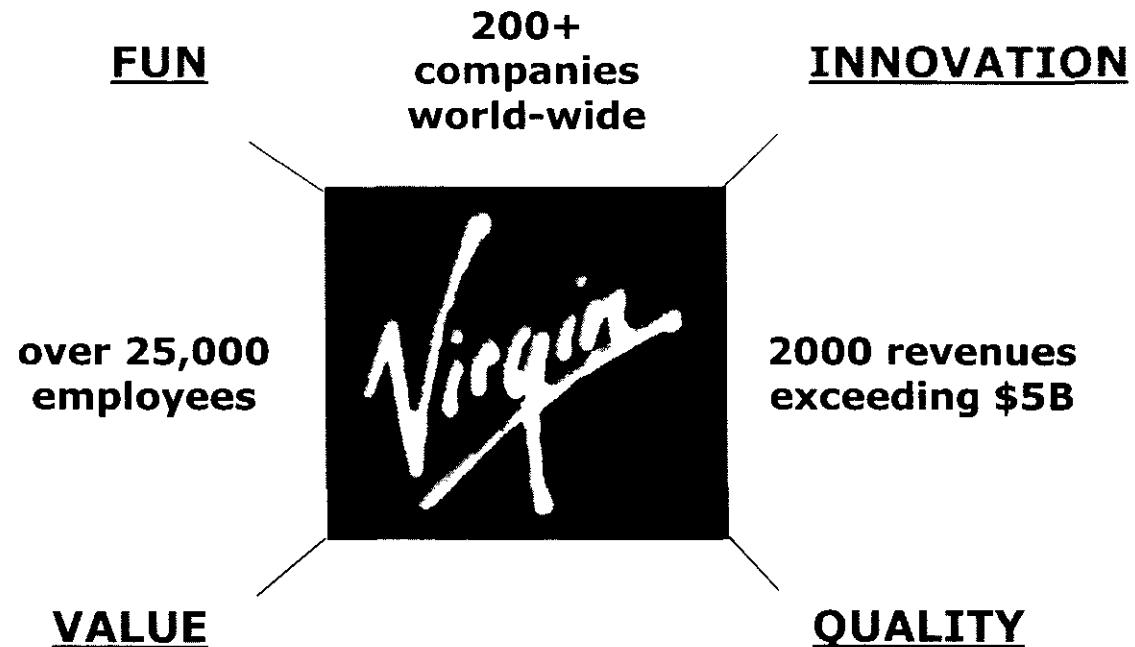 FUN
200+
companies
world-wide
INNOVATION
Virgin
over 25,000
employees
2000 revenues
exceeding $5B
VALUE
QUALITY